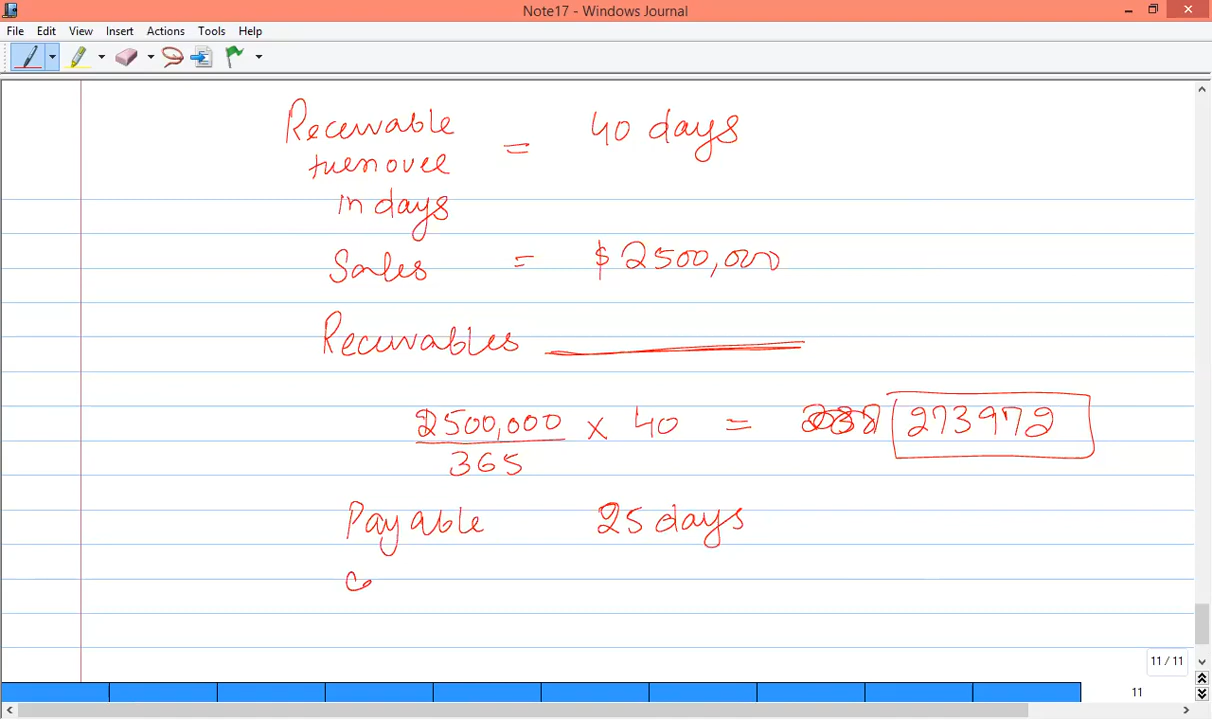 Note17 - Windows Journal
File Edit View Insert Actions Tools Help
Receivable = 40 days
turnover
in days
Sales = $2500,000
Receivables
2500,000 × 40 = 273972
365
Payable 25 days
Co
11 / 11
11